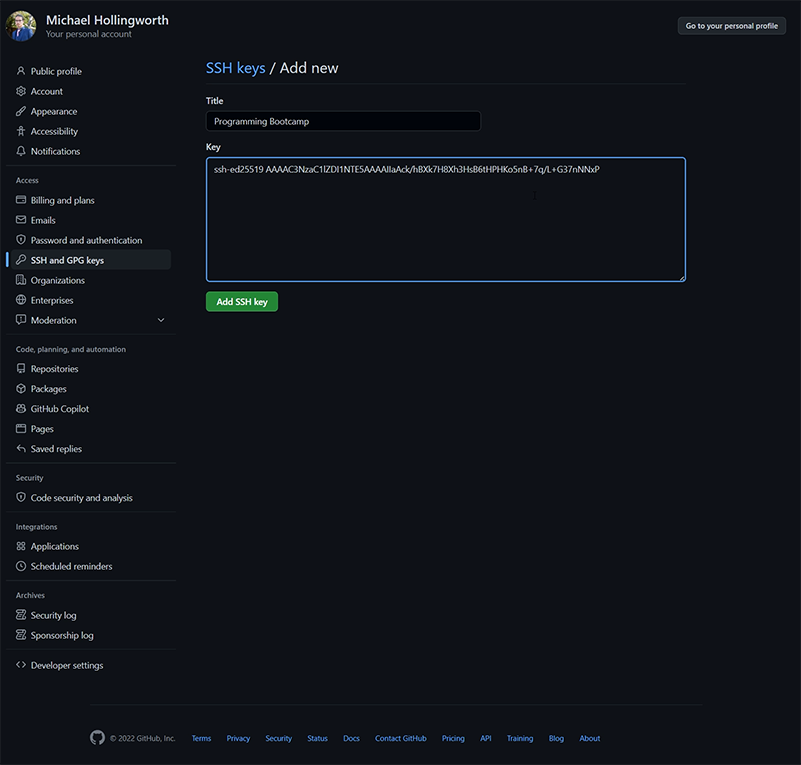 Michael Hollingworth
Your personal account
Go to your personal profile
Public profile
Account
Appearance
Accessibility
Notifications
Access
Billing and plans
Emails
Password and authentication
SSH and GPG keys
Organizations
Enterprises
Moderation
Code, planning, and automation
Repositories
Packages
GitHub Copilot
Pages
Saved replies
Security
Code security and analysis
Integrations
Applications
Scheduled reminders
Archives
Security log
Sponsorship log
Developer settings
SSH keys / Add new
Title
Programming Bootcamp
Key
ssh-ed25519 AAAAC3NzaC1lZDI1NTE5AAAAIIaAck/hBXk7H8Xh3HsB6tHPHKo5nB+7q/L+G37nNNxP
Add SSH key
© 2022 GitHub, Inc. Terms Privacy Security Status Docs Contact GitHub Pricing API Training Blog About